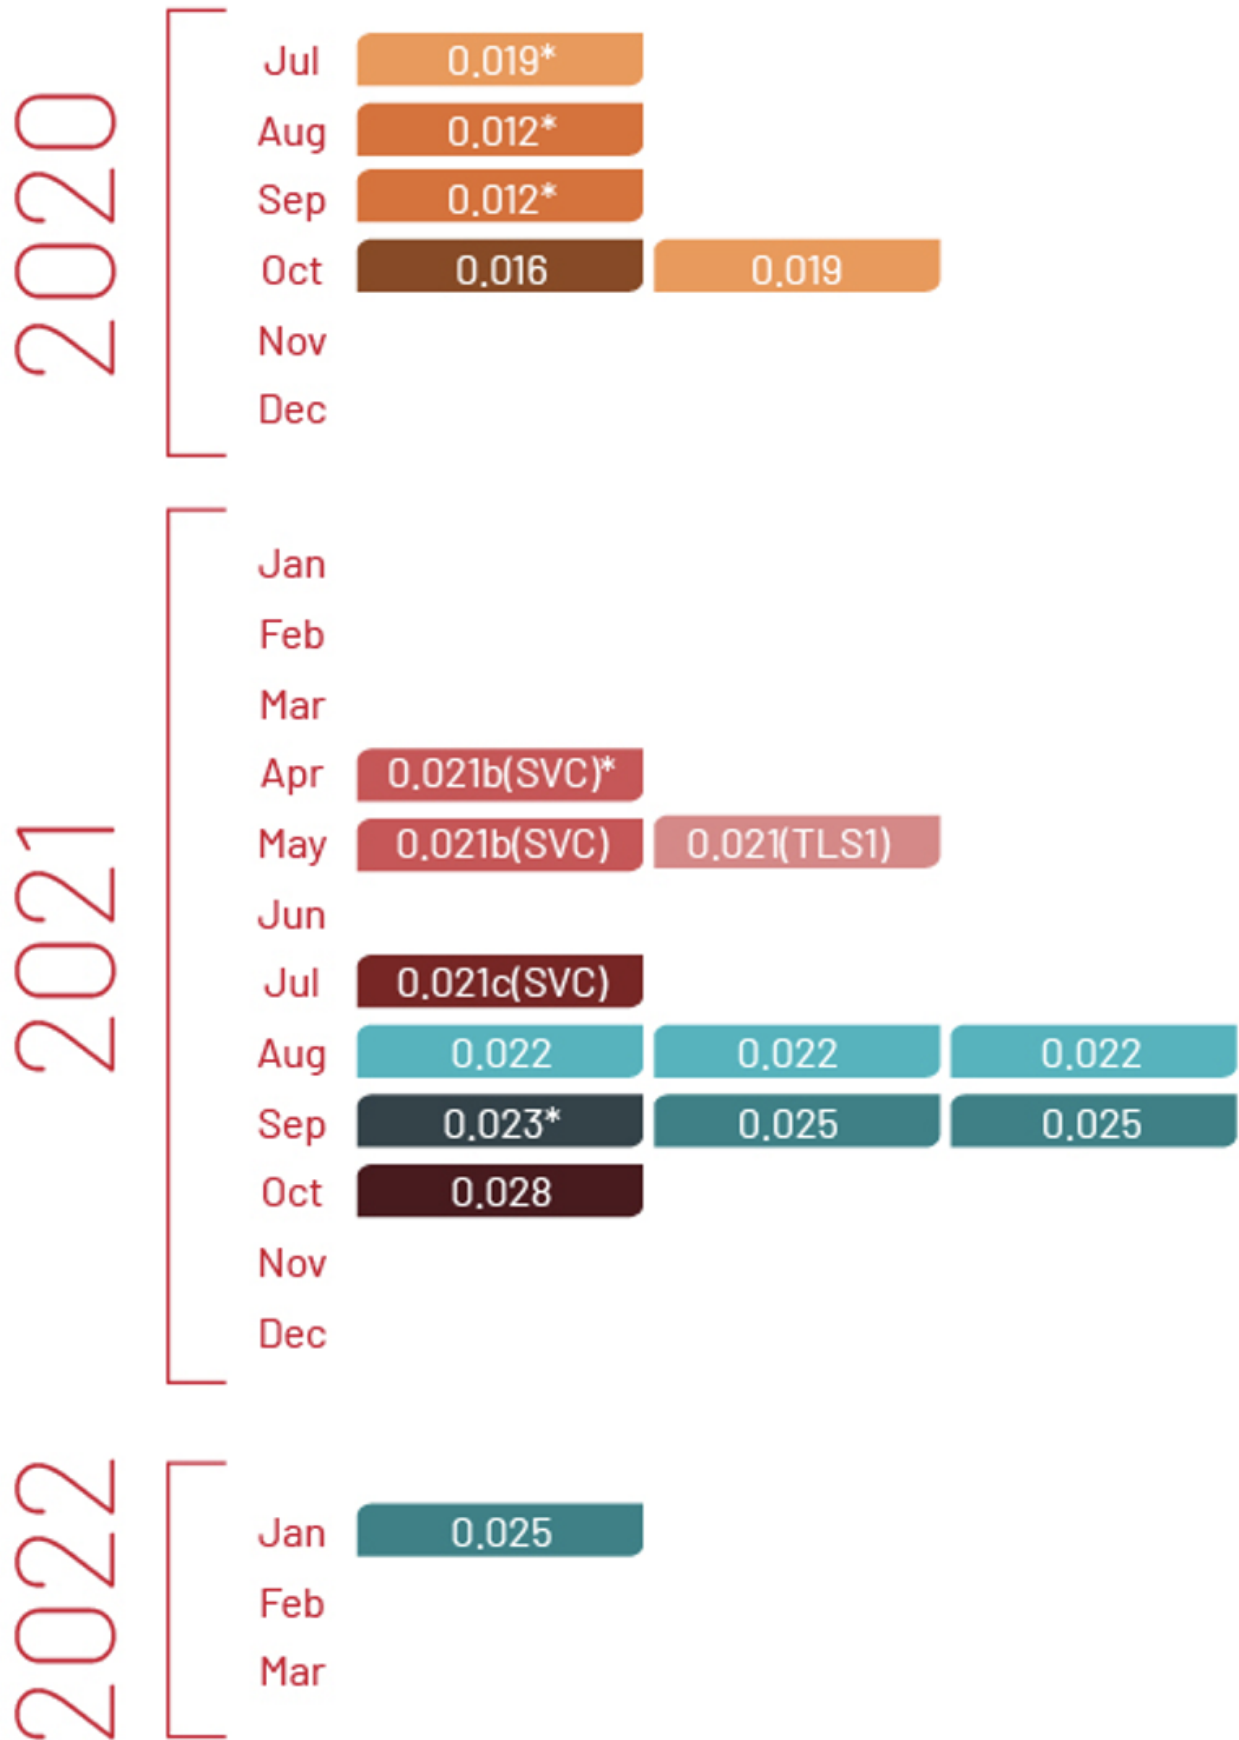 2020
Jul 0.019*
Aug 0.012*
Sep 0.012*
Oct 0.016 0.019
Nov
Dec
2021
Jan
Feb
Mar
Apr 0.021b(SVC)*
May 0.021b(SVC) 0.021(TLS1)
Jun
Jul 0.021c(SVC)
Aug 0.022 0.022 0.022
Sep 0.023* 0.025 0.025
Oct 0.028
Nov
Dec
2022
Jan 0.025
Feb
Mar